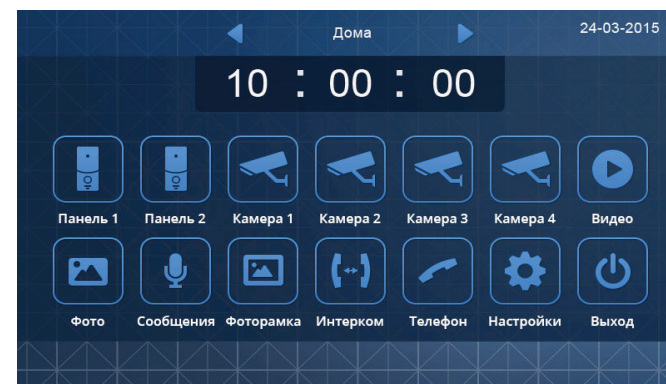 Дома
24-03-2015
10 : 00 : 00
Панель 1 Панель 2 Камера 1 Камера 2 Камера 3 Камера 4 Видео
Фото Сообщения Фоторамка Интерком Телефон Настройки Выход